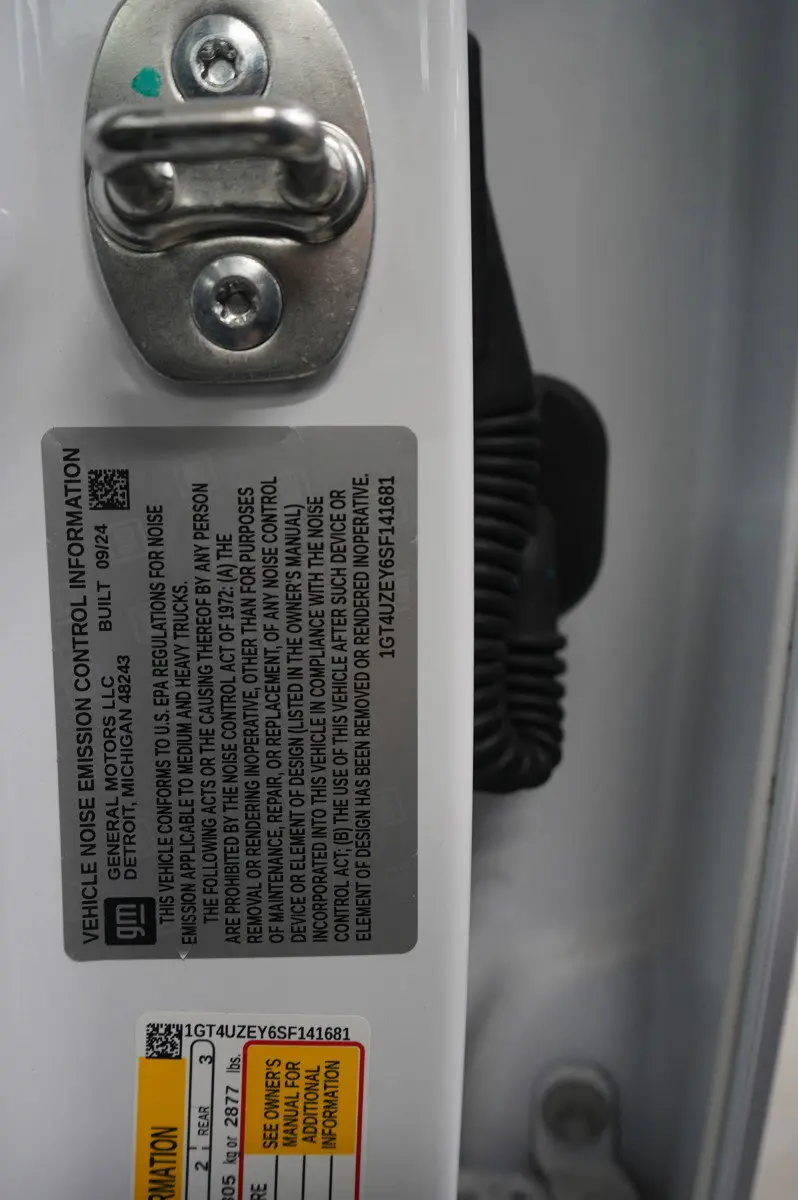 VEHICLE NOISE EMISSION CONTROL INFORMATION
gm
GENERAL MOTORS LLC
DETROIT, MICHIGAN 48243
BUILT 09/24
THIS VEHICLE CONFORMS TO U.S. EPA REGULATIONS FOR NOISE
EMISSION APPLICABLE TO MEDIUM AND HEAVY TRUCKS.
THE FOLLOWING ACTS OR THE CAUSING THEREOF BY ANY PERSON
ARE PROHIBITED BY THE NOISE CONTROL ACT OF 1972: (A) THE
REMOVAL OR RENDERING INOPERATIVE, OTHER THAN FOR PURPOSES
OF MAINTENANCE, REPAIR, OR REPLACEMENT, OF ANY NOISE CONTROL
DEVICE OR ELEMENT OF DESIGN (LISTED IN THE OWNER'S MANUAL)
INCORPORATED INTO THIS VEHICLE IN COMPLIANCE WITH THE NOISE
CONTROL ACT; (B) THE USE OF THIS VEHICLE AFTER SUCH DEVICE OR
ELEMENT OF DESIGN HAS BEEN REMOVED OR RENDERED INOPERATIVE.
1GT4UZEY6SF141681
1GT4UZEY6SF141681
2 REAR 3
kg or 2877 lbs.
SEE OWNER'S
MANUAL FOR
ADDITIONAL
INFORMATION